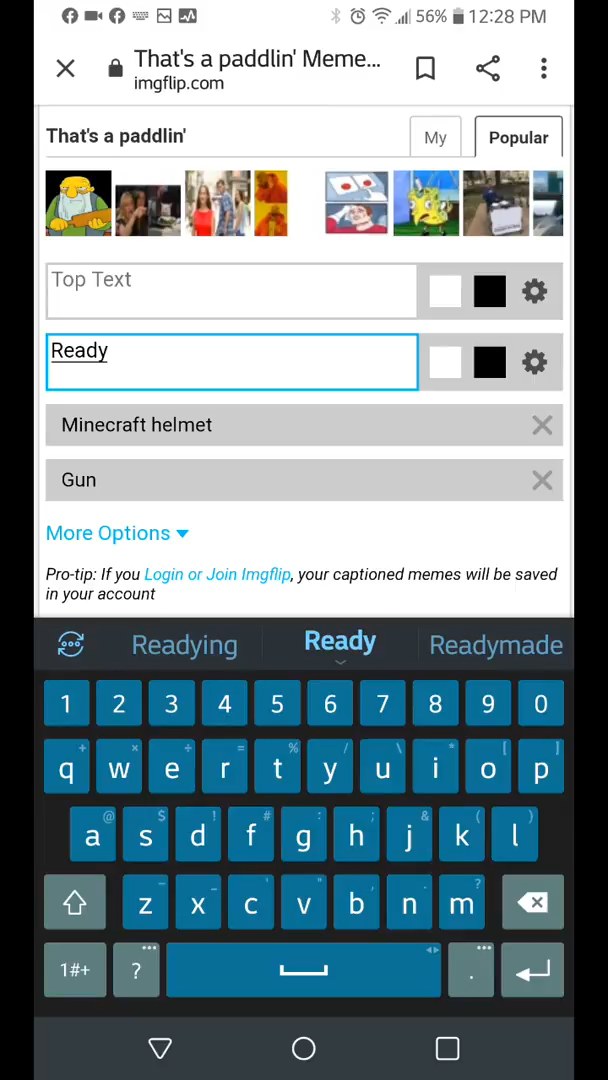 56% 12:28 PM
That's a paddlin' Meme...
imgflip.com
That's a paddlin'
My
Popular
Top Text
Ready
Minecraft helmet
Gun
More Options
Pro-tip: If you Login or Join Imgflip, your captioned memes will be saved
in your account
Readying Ready Readymade
1 2 3 4 5 6 7 8 9 0
+ × ÷ = % / \ * [ ]
q w e r t y u i o p
@ $ ! # : ; & ( )
a s d f g h j k l
- _ ' " , . ?
z x c v b n m
1#+ ? .